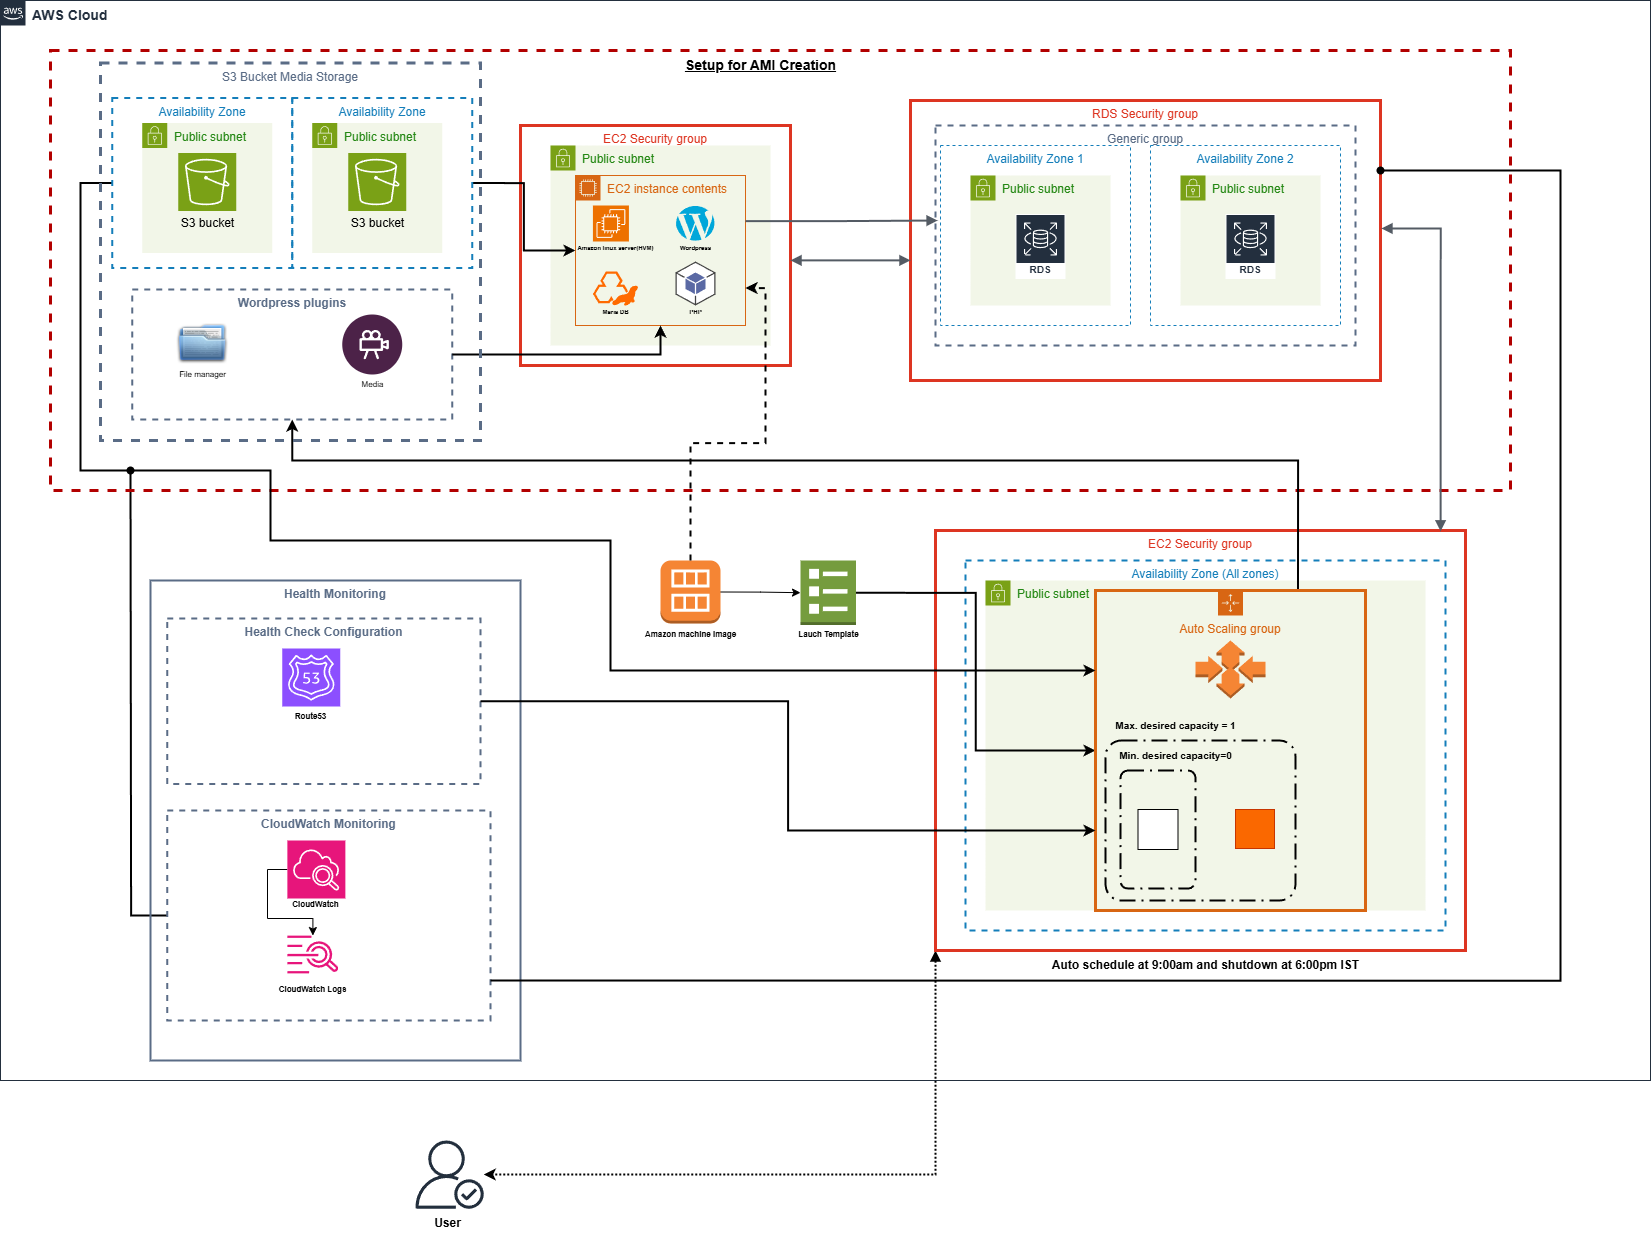 aws
AWS Cloud
Setup for AMI Creation
S3 Bucket Media Storage
Availability Zone
Availability Zone
Public subnet
Public subnet
S3 bucket
S3 bucket
Wordpress plugins
File manager
Media
EC2 Security group
Public subnet
EC2 instance contents
Amazon linux server(HVM)
Wordpress
Maria DB
PHP
RDS Security group
Generic group
Availability Zone 1
Availability Zone 2
Public subnet
Public subnet
RDS
RDS
Health Monitoring
Health Check Configuration
53
Route53
CloudWatch Monitoring
CloudWatch
CloudWatch Logs
Amazon machine image
Lauch Template
EC2 Security group
Availability Zone (All zones)
Public subnet
Auto Scaling group
Max. desired capacity = 1
Min. desired capacity=0
Auto schedule at 9:00am and shutdown at 6:00pm IST
User